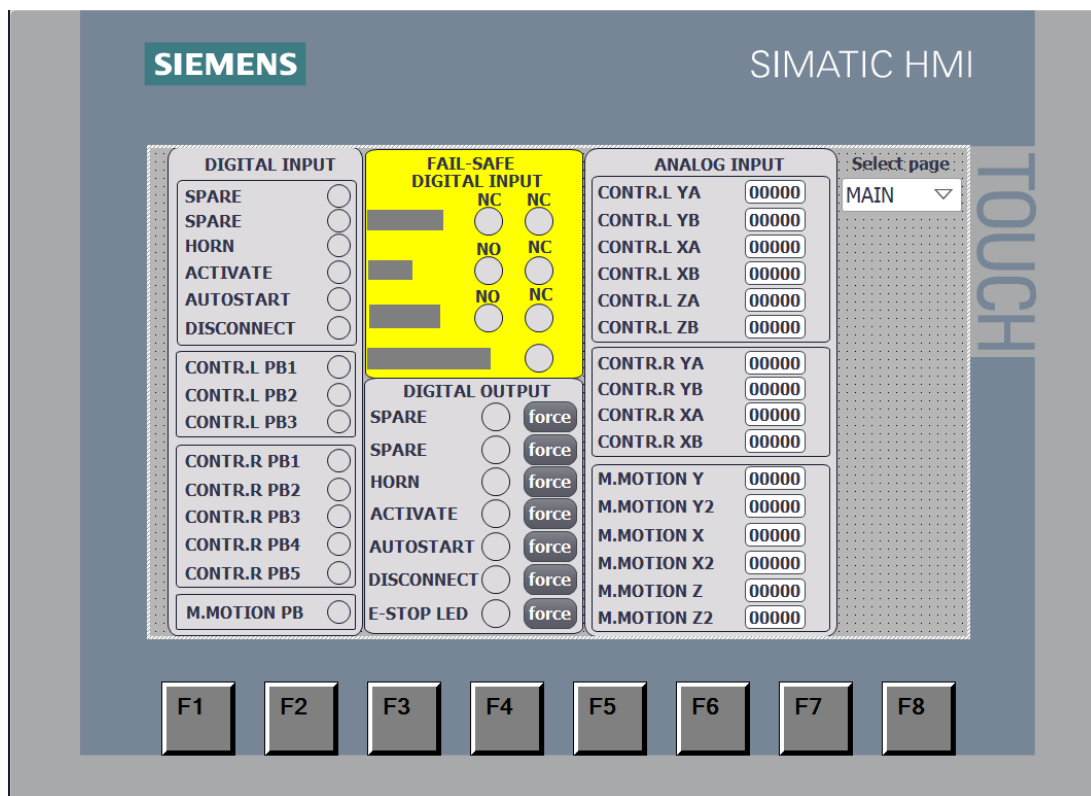 SIEMENS
SIMATIC HMI
TOUCH
DIGITAL INPUT
SPARE
SPARE
HORN
ACTIVATE
AUTOSTART
DISCONNECT
CONTR.L PB1
CONTR.L PB2
CONTR.L PB3
CONTR.R PB1
CONTR.R PB2
CONTR.R PB3
CONTR.R PB4
CONTR.R PB5
M.MOTION PB
FAIL-SAFE
DIGITAL INPUT
NC NC
NO NC
NO NC
DIGITAL OUTPUT
SPARE force
SPARE force
HORN force
ACTIVATE force
AUTOSTART force
DISCONNECT force
E-STOP LED force
ANALOG INPUT
CONTR.L YA 00000
CONTR.L YB 00000
CONTR.L XA 00000
CONTR.L XB 00000
CONTR.L ZA 00000
CONTR.L ZB 00000
CONTR.R YA 00000
CONTR.R YB 00000
CONTR.R XA 00000
CONTR.R XB 00000
M.MOTION Y 00000
M.MOTION Y2 00000
M.MOTION X 00000
M.MOTION X2 00000
M.MOTION Z 00000
M.MOTION Z2 00000
Select page
MAIN
F1 F2 F3 F4 F5 F6 F7 F8